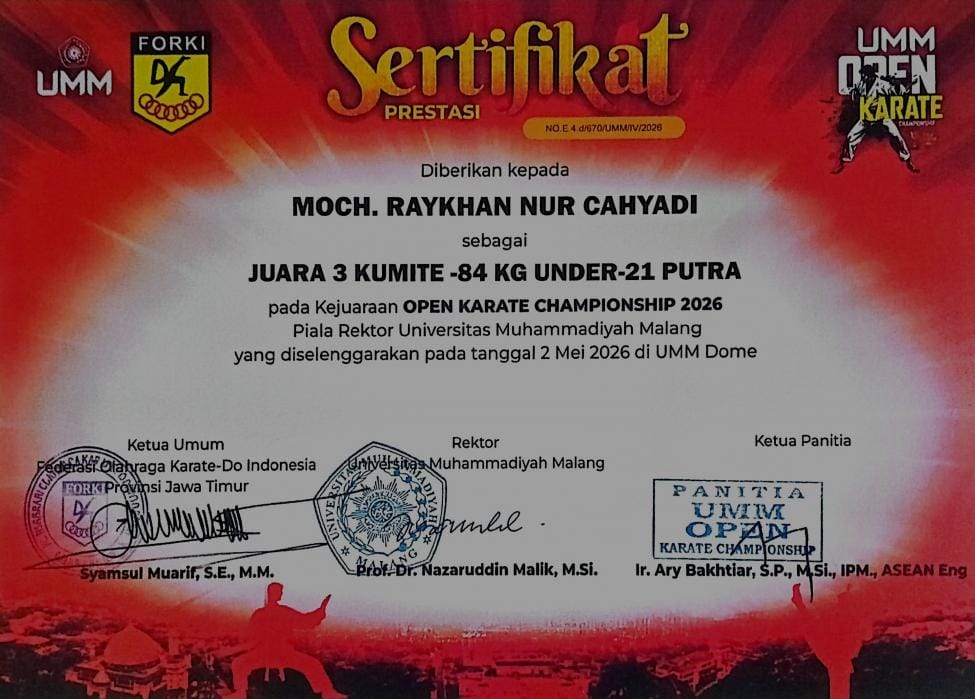 UMM
FORKI
Sertifikat
PRESTASI
NO.E.4.d/670/UMM/IV/2026
UMM
OPEN
KARATE
CHAMPIONSHIP
Diberikan kepada
MOCH. RAYKHAN NUR CAHYADI
sebagai
JUARA 3 KUMITE -84 KG UNDER-21 PUTRA
pada Kejuaraan OPEN KARATE CHAMPIONSHIP 2026
Piala Rektor Universitas Muhammadiyah Malang
yang diselenggarakan pada tanggal 2 Mei 2026 di UMM Dome
Ketua Umum
Federasi Olahraga Karate-Do Indonesia
Provinsi Jawa Timur
FORKI
Syamsul Muarif, S.E., M.M.
Rektor
Universitas Muhammadiyah Malang
UNIVERSITAS MUHAMMADIYAH
MALANG
Prof. Dr. Nazaruddin Malik, M.Si.
Ketua Panitia
PANITIA
UMM
OPEN
KARATE CHAMPIONSHIP
Ir. Ary Bakhtiar, S.P., M.Si., IPM., ASEAN Eng